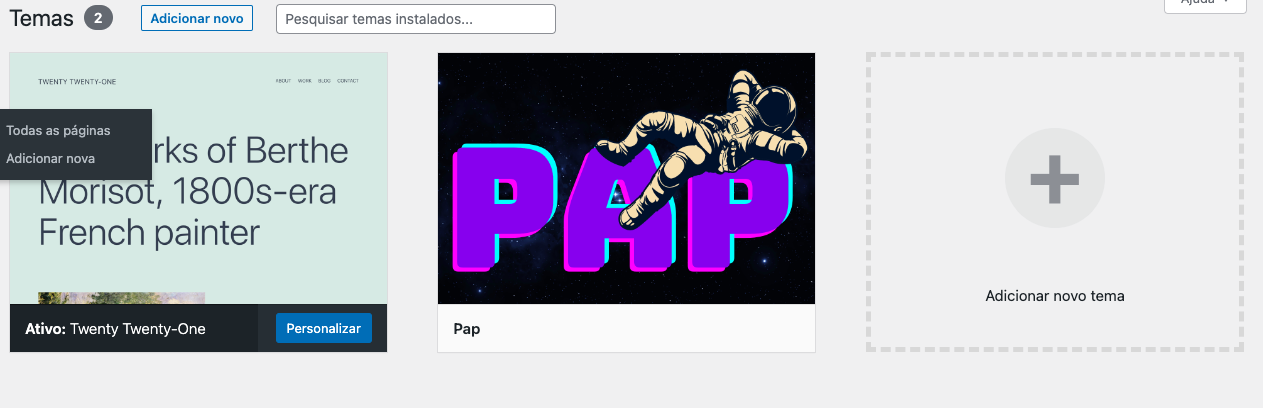 Temas 2 Adicionar novo Pesquisar temas instalados...
Ajuda
TWENTY TWENTY-ONE ABOUT WORK BLOG CONTACT
Todas as páginas
Adicionar nova
rks of Berthe
Morisot, 1800s-era
French painter
Ativo: Twenty Twenty-One Personalizar
PAP
Pap
Adicionar novo tema